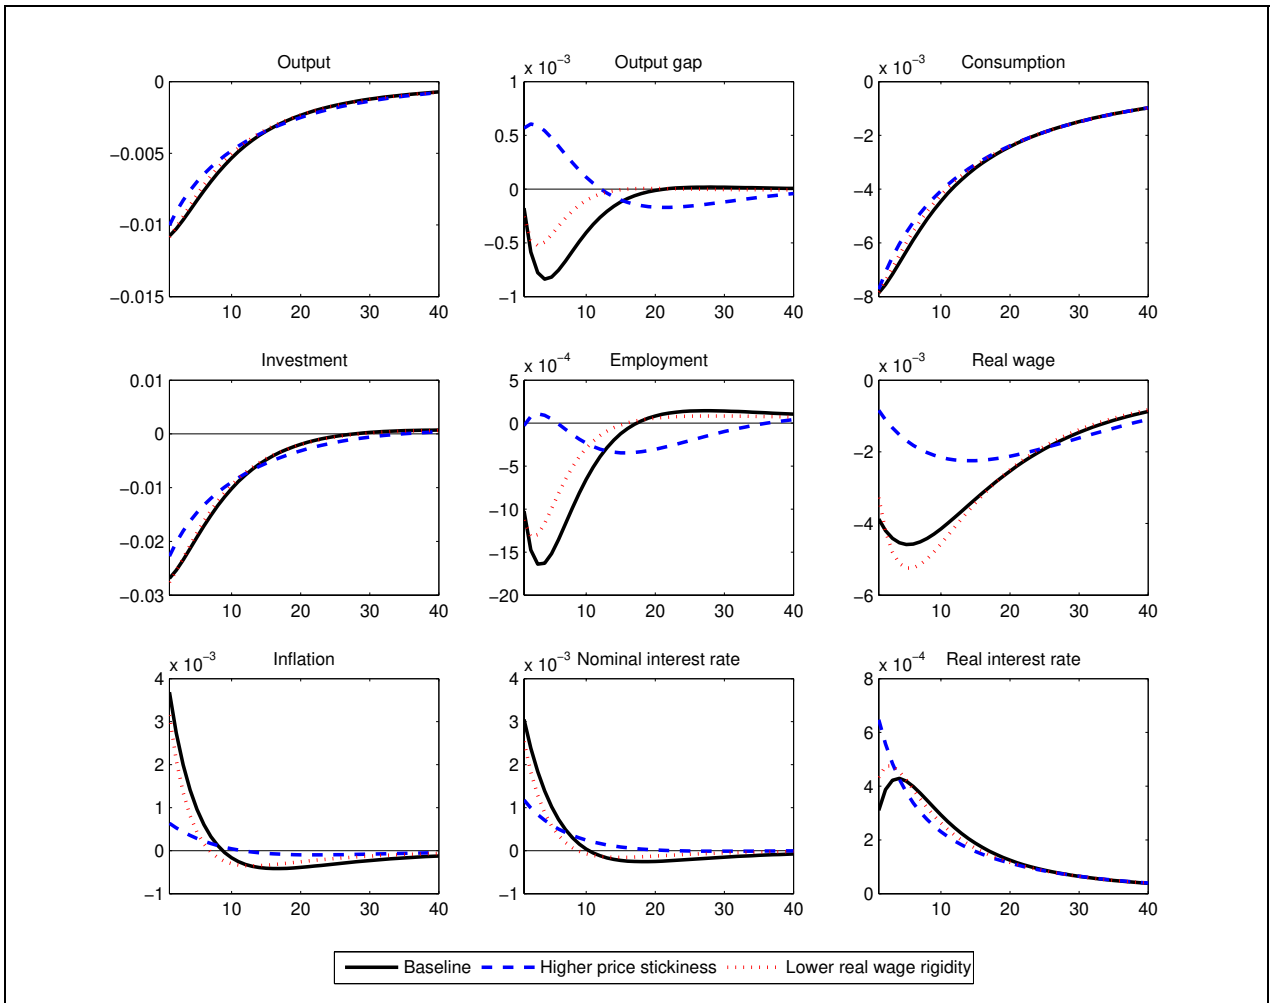 Output
0
−0.005
−0.01
−0.015
10 20 30 40
Output gap
x 10−3
1
0.5
0
−0.5
−1
10 20 30 40
Consumption
x 10−3
0
−2
−4
−6
−8
10 20 30 40
Investment
0.01
0
−0.01
−0.02
−0.03
10 20 30 40
Employment
x 10−4
5
0
−5
−10
−15
−20
10 20 30 40
Real wage
x 10−3
0
−2
−4
−6
10 20 30 40
Inflation
x 10−3
4
3
2
1
0
−1
10 20 30 40
Nominal interest rate
x 10−3
4
3
2
1
0
−1
10 20 30 40
Real interest rate
x 10−4
8
6
4
2
0
10 20 30 40
Baseline Higher price stickiness Lower real wage rigidity